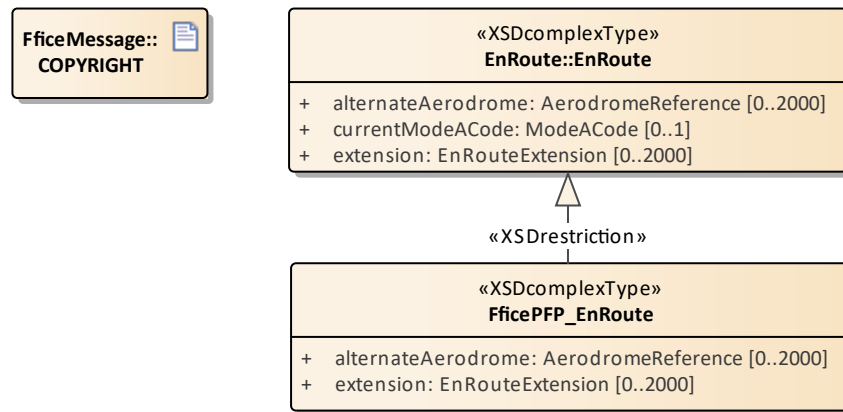 FficeMessage::
COPYRIGHT
«XSDcomplexType»
EnRoute::EnRoute
+ alternateAerodrome: AerodromeReference [0..2000]
+ currentModeACode: ModeACode [0..1]
+ extension: EnRouteExtension [0..2000]
«XSDrestriction»
«XSDcomplexType»
FficePFP_EnRoute
+ alternateAerodrome: AerodromeReference [0..2000]
+ extension: EnRouteExtension [0..2000]